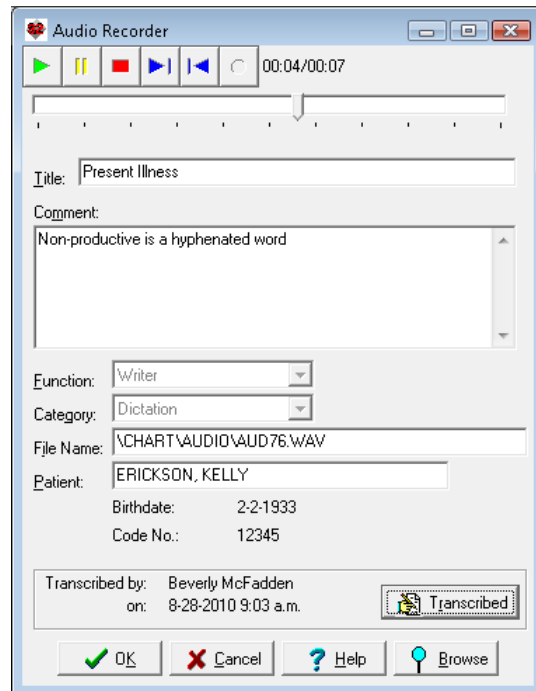 Audio Recorder
00:04/00:07
Title: Present Illness
Comment:
Non-productive is a hyphenated word
Function: Writer
Category: Dictation
File Name: \CHART\AUDIO\AUD76.WAV
Patient: ERICKSON, KELLY
Birthdate: 2-2-1933
Code No.: 12345
Transcribed by: Beverly McFadden
on: 8-28-2010 9:03 a.m. Transcribed
OK Cancel Help Browse